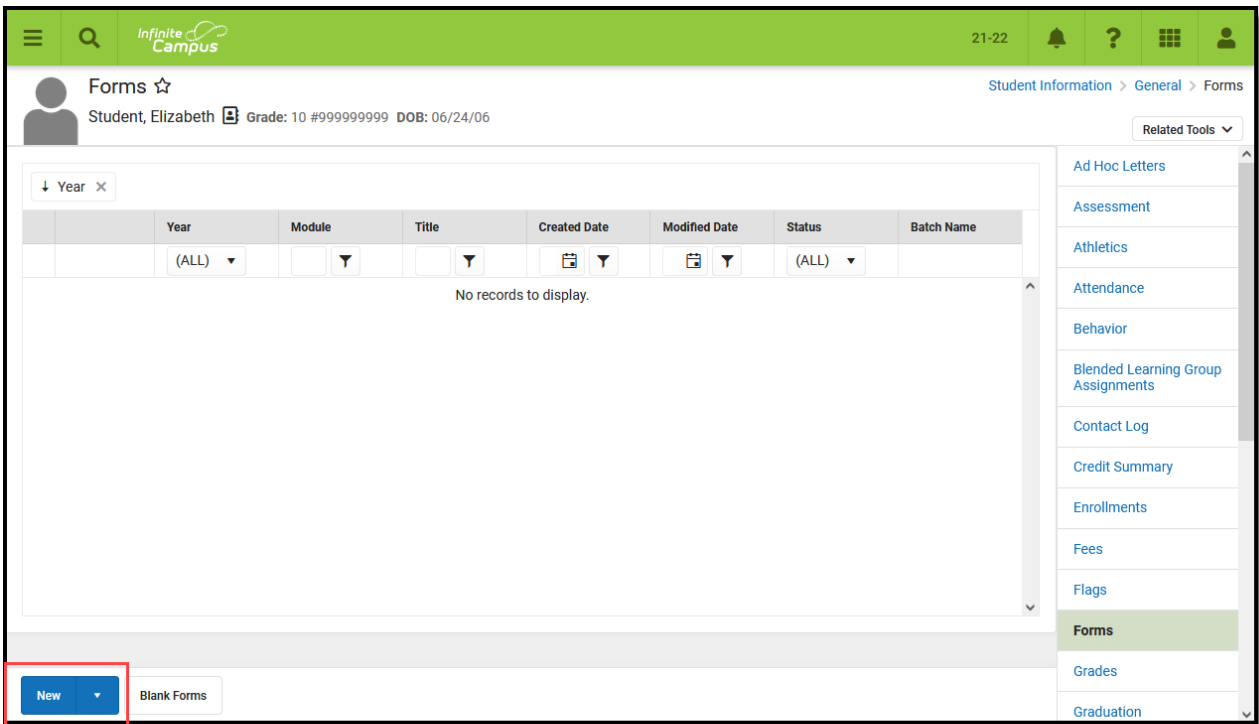 Infinite Campus
21-22
?
Forms
Student Information > General > Forms
Student, Elizabeth Grade: 10 #999999999 DOB: 06/24/06
Related Tools
↓ Year ×
Year Module Title Created Date Modified Date Status Batch Name
(ALL) (ALL)
No records to display.
New
Blank Forms
Ad Hoc Letters
Assessment
Athletics
Attendance
Behavior
Blended Learning Group
Assignments
Contact Log
Credit Summary
Enrollments
Fees
Flags
Forms
Grades
Graduation